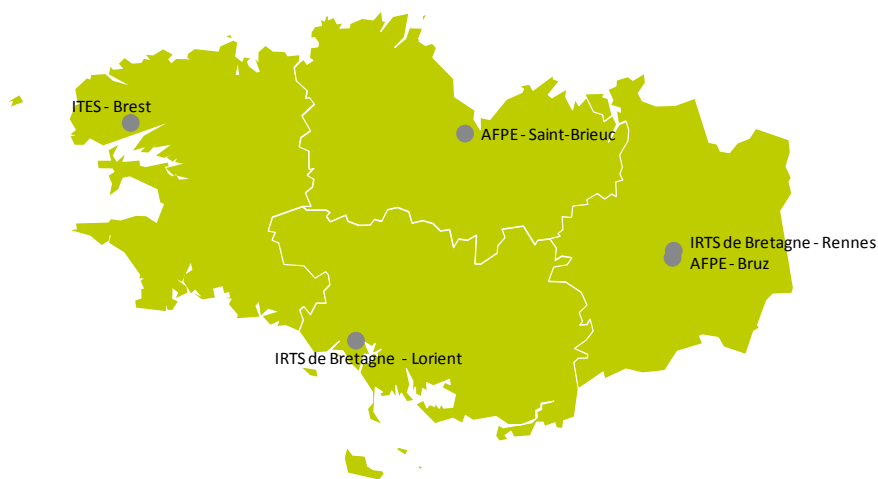 ITES - Brest
AFPE - Saint-Brieuc
IRTS de Bretagne - Rennes
AFPE - Bruz
IRTS de Bretagne - Lorient